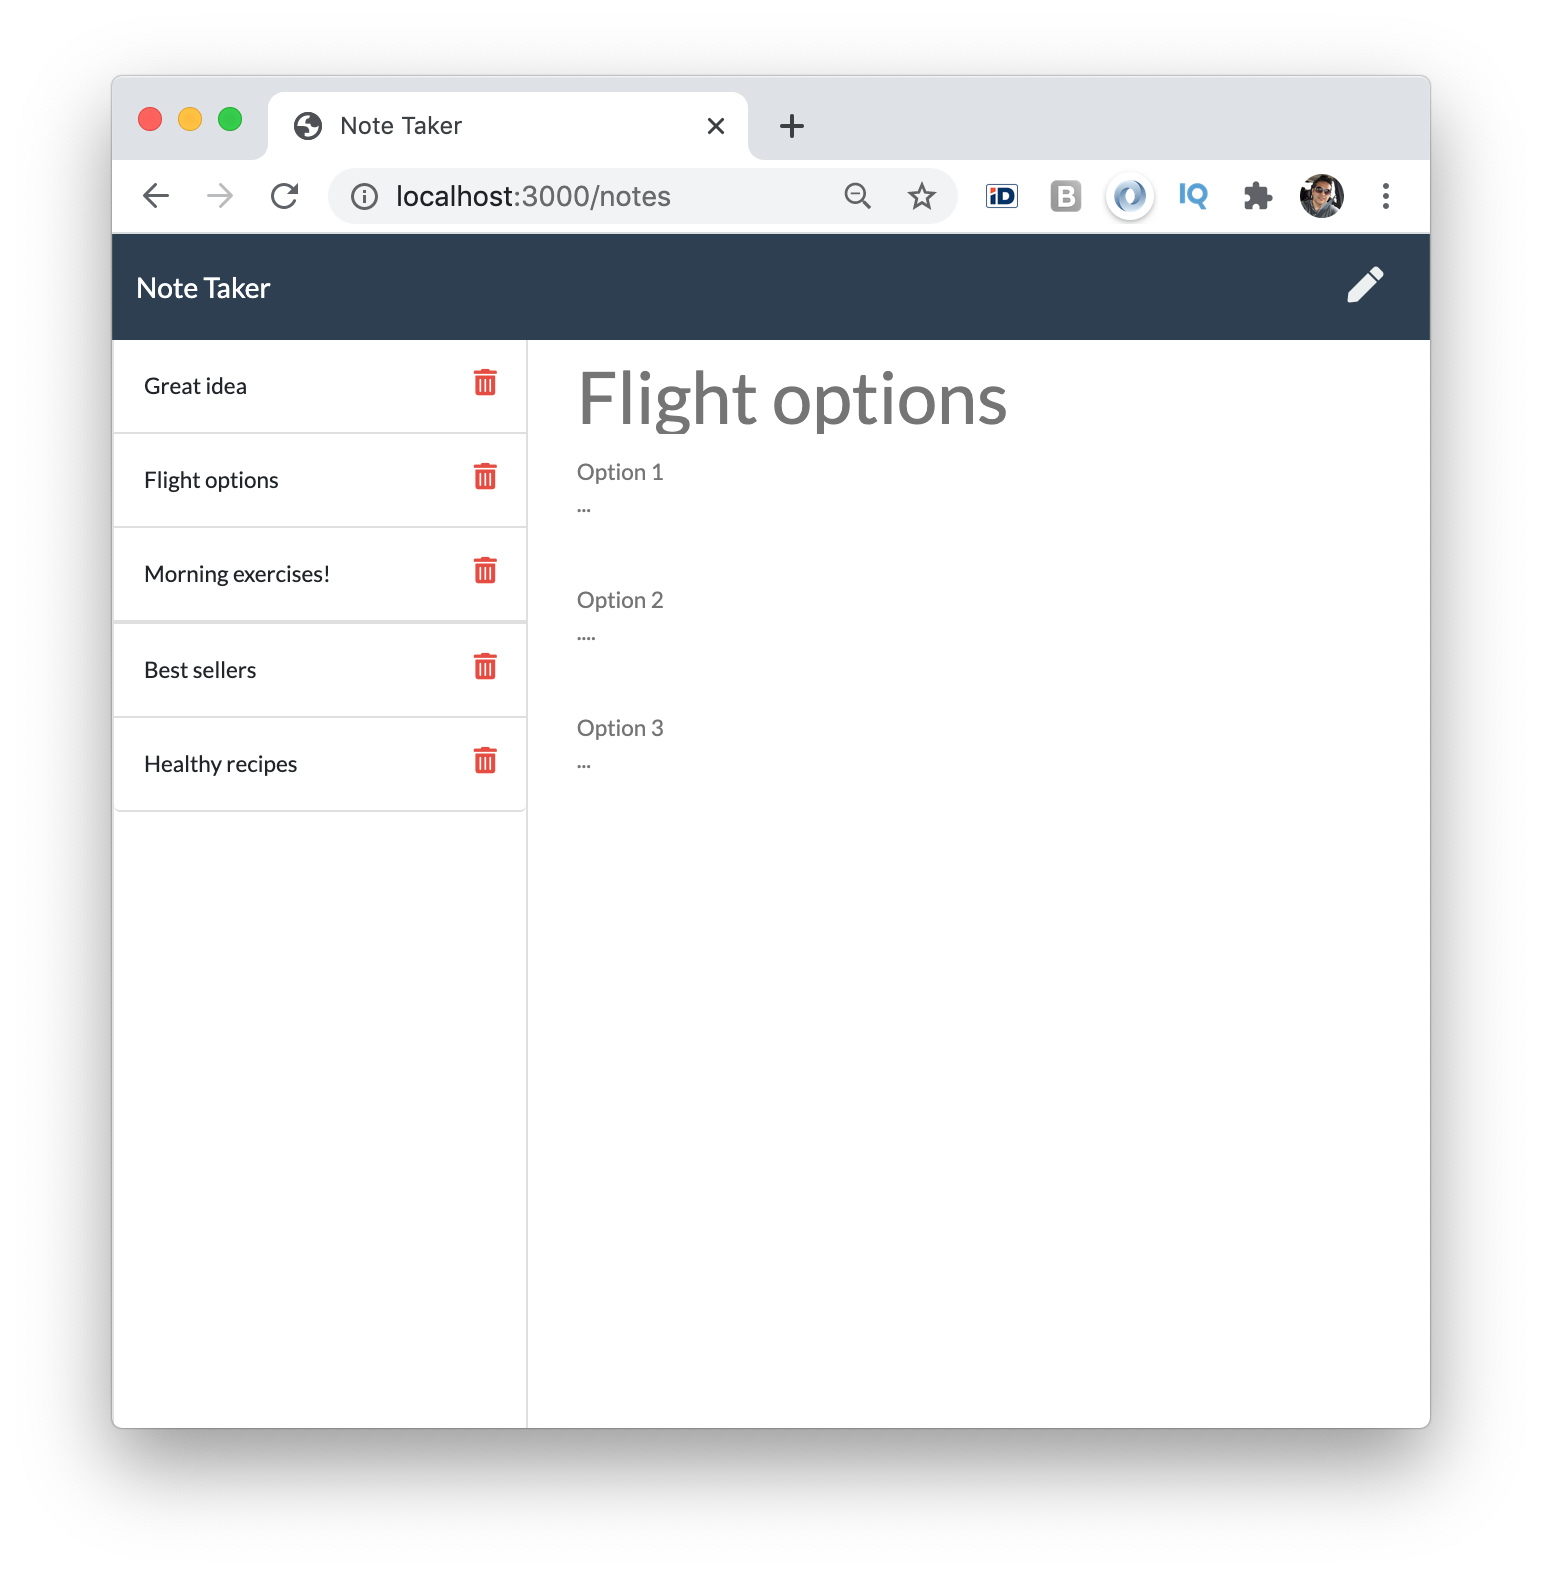 Note Taker
localhost:3000/notes
iD
B
IQ
Note Taker
Great idea
Flight options
Morning exercises!
Best sellers
Healthy recipes
Flight options
Option 1
...
Option 2
....
Option 3
...